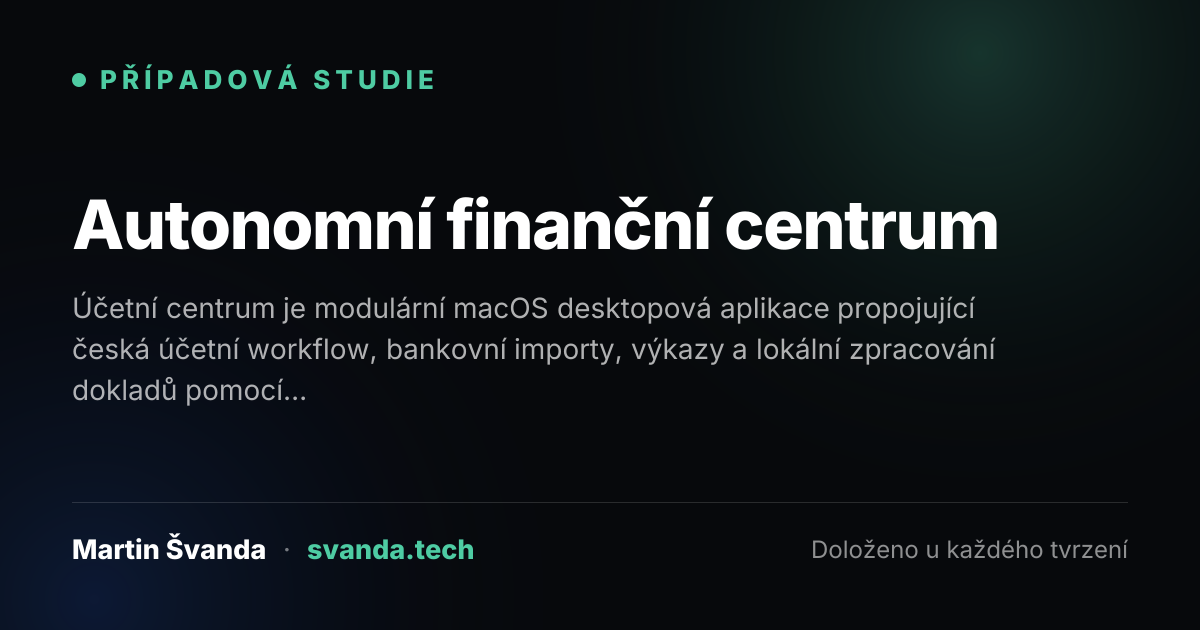 PŘÍPADOVÁ STUDIE
Autonomní finanční centrum
Účetní centrum je modulární macOS desktopová aplikace propojující
česká účetní workflow, bankovní importy, výkazy a lokální zpracování
dokladů pomocí…
Martin Švanda · svanda.tech
Doloženo u každého tvrzení